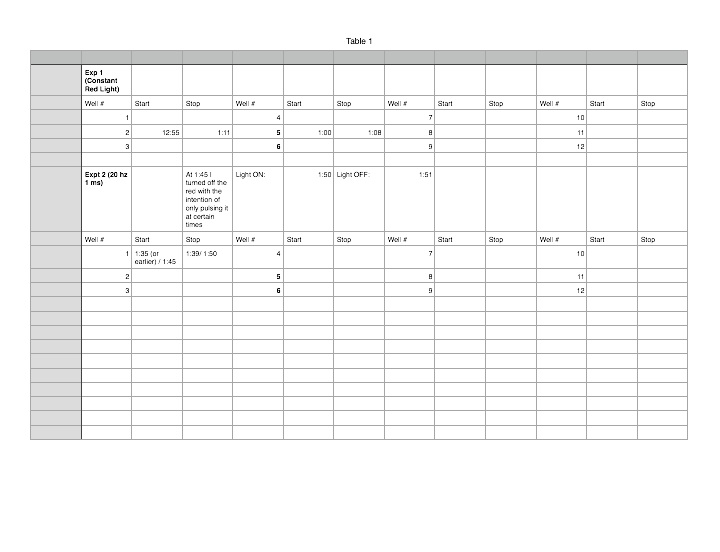 Table 1
Exp 1
(Constant
Red Light)
Well # Start Stop Well # Start Stop Well # Start Stop Well # Start Stop
1 4 7 10
2 12:55 1:11 5 1:00 1:08 8 11
3 6 9 12
Expt 2 (20 hz
1 ms)
At 1:45 I
turned off the
red with the
intention of
only pulsing it
at certain
times
Light ON: 1:50 Light OFF: 1:51
Well # Start Stop Well # Start Stop Well # Start Stop Well # Start Stop
1 1:35 (or
earlier) / 1:45
1:39/ 1:50 4 7 10
2 5 8 11
3 6 9 12